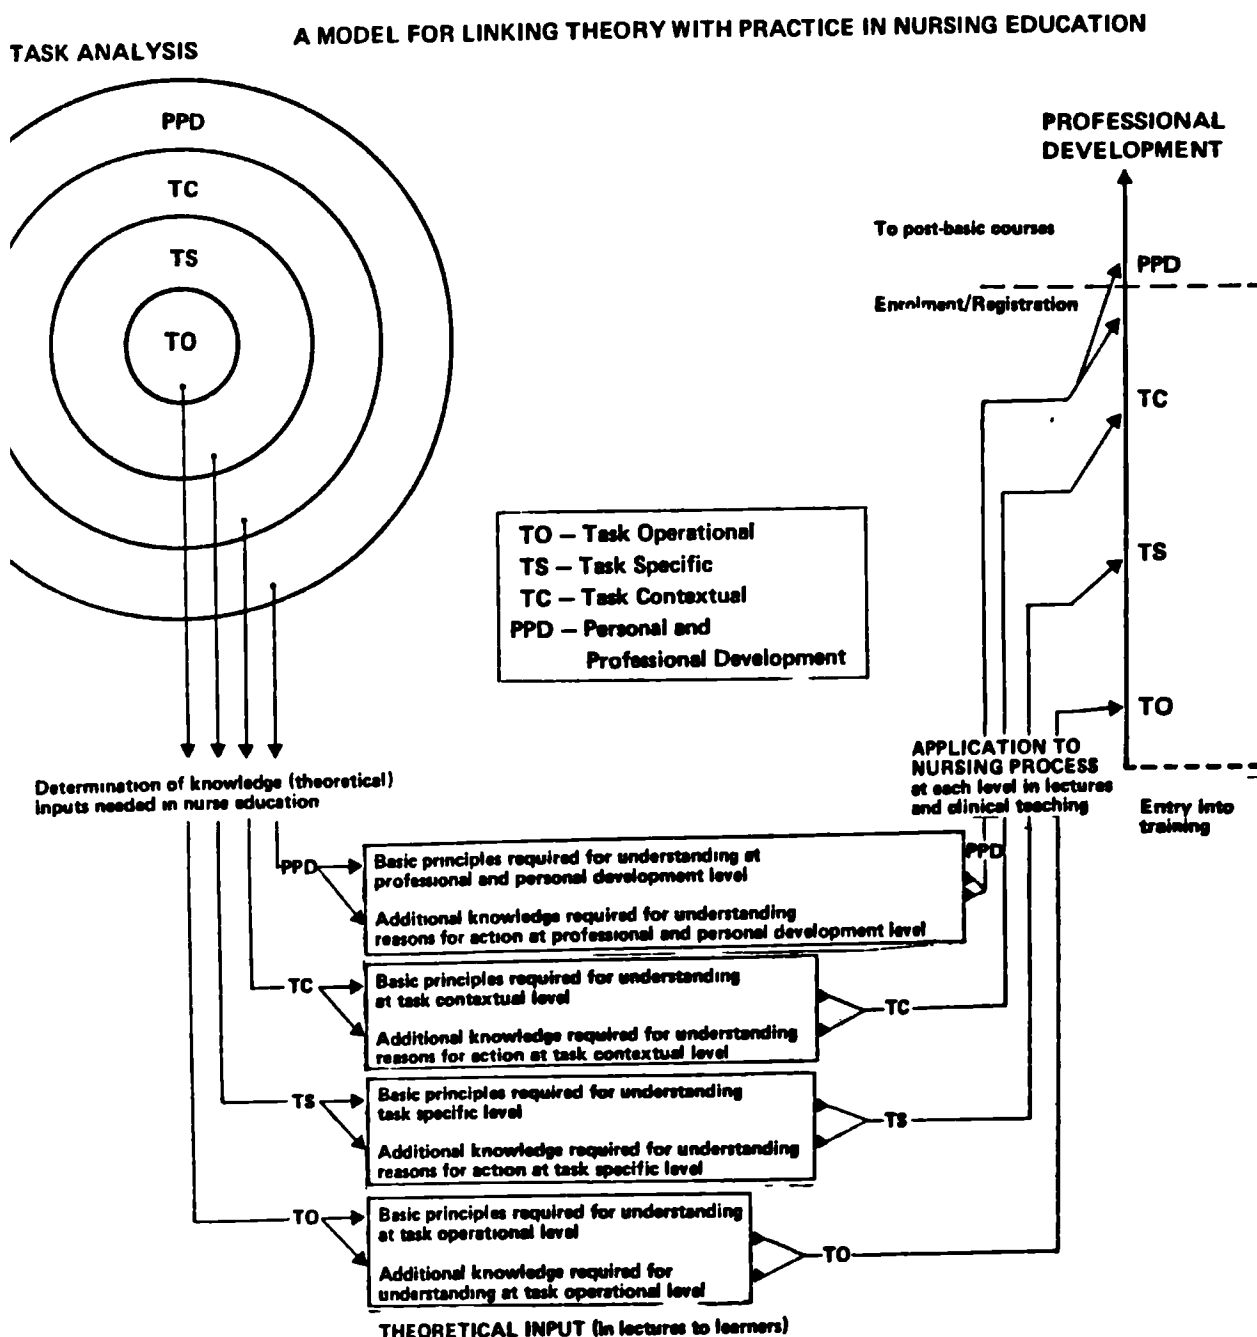 A MODEL FOR LINKING THEORY WITH PRACTICE IN NURSING EDUCATION
TASK ANALYSIS
PPD
TC
TS
TO
PROFESSIONAL
DEVELOPMENT
To post-basic courses
PPD
Enrolment/Registration
TC
TS
TO
TO – Task Operational
TS – Task Specific
TC – Task Contextual
PPD – Personal and
Professional Development
Determination of knowledge (theoretical)
inputs needed in nurse education
APPLICATION TO
NURSING PROCESS
at each level in lectures
and clinical teaching
Entry into
training
PPD
Basic principles required for understanding at
professional and personal development level
Additional knowledge required for understanding
reasons for action at professional and personal development level
PPD
TC
Basic principles required for understanding
at task contextual level
Additional knowledge required for understanding
reasons for action at task contextual level
TC
TS
Basic principles required for understanding
task specific level
Additional knowledge required for understanding
reasons for action at task specific level
TS
TO
Basic principles required for understanding
at task operational level
Additional knowledge required for
understanding at task operational level
TO
THEORETICAL INPUT (in lectures to learners)